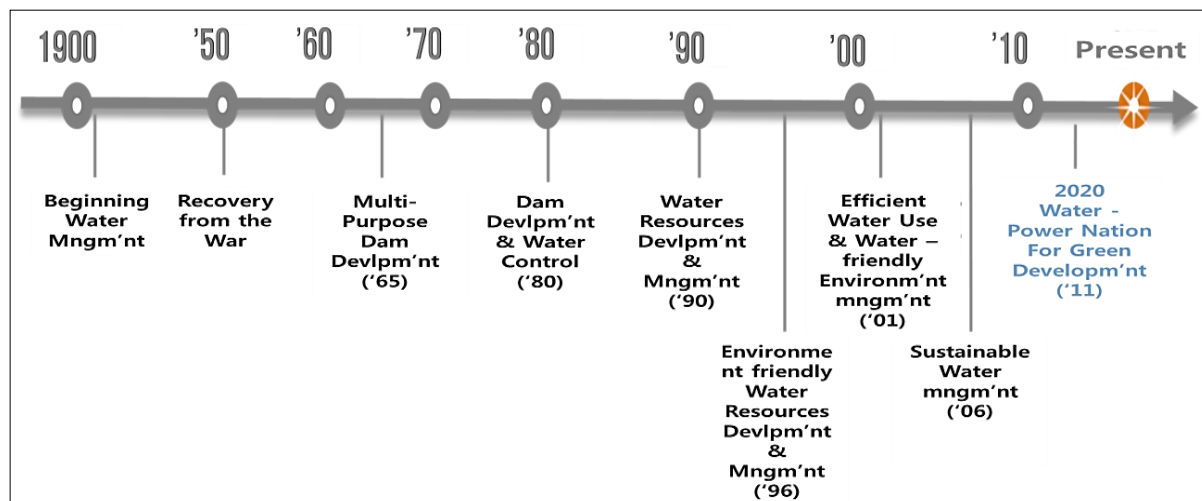 1900 ’50 ’60 ’70 ’80 ’90 ’00 ’10 Present
Beginning
Water
Mngm’nt
Recovery
from the
War
Multi-
Purpose
Dam
Devlpm’nt
(‘65)
Dam
Devlpm’nt
& Water
Control
(‘80)
Water
Resources
Devlpm’nt
&
Mngm’nt
(‘90)
Environme
nt friendly
Water
Resources
Devlpm’nt
&
Mngm’nt
(‘96)
Efficient
Water Use
& Water –
friendly
Environm’nt
mngm’nt
(‘01)
Sustainable
Water
mngm’nt
(‘06)
2020
Water -
Power Nation
For Green
Developm’nt
(‘11)